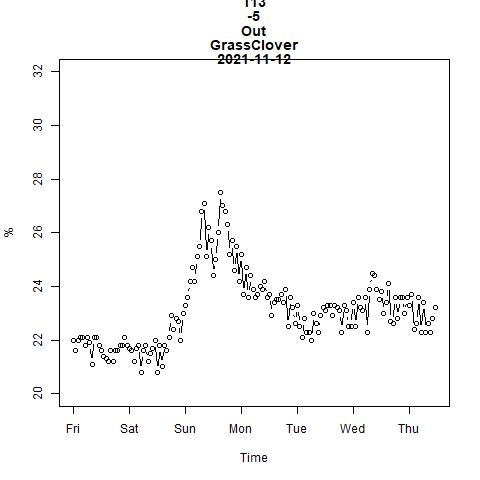 T13
-5
Out
GrassClover
2021-11-12
32
30
28
26
24
22
20
%
Fri Sat Sun Mon Tue Wed Thu
Time